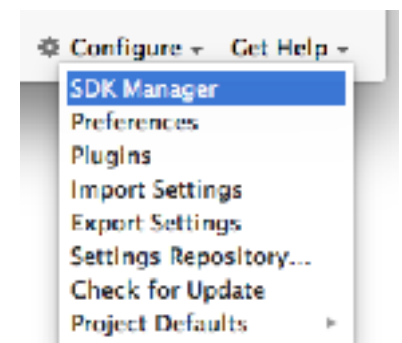 Configure Get Help
SDK Manager
Preferences
Plugins
Import Settings
Export Settings
Settings Repository...
Check for Update
Project Defaults